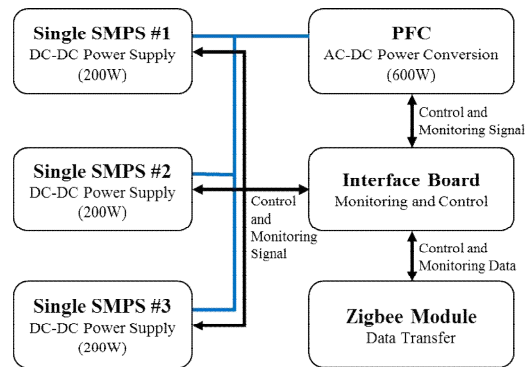 Single SMPS #1
DC-DC Power Supply
(200W)
PFC
AC-DC Power Conversion
(600W)
Control and
Monitoring Signal
Single SMPS #2
DC-DC Power Supply
(200W)
Control
and
Monitoring
Signal
Interface Board
Monitoring and Control
Control and
Monitoring Data
Single SMPS #3
DC-DC Power Supply
(200W)
Zigbee Module
Data Transfer